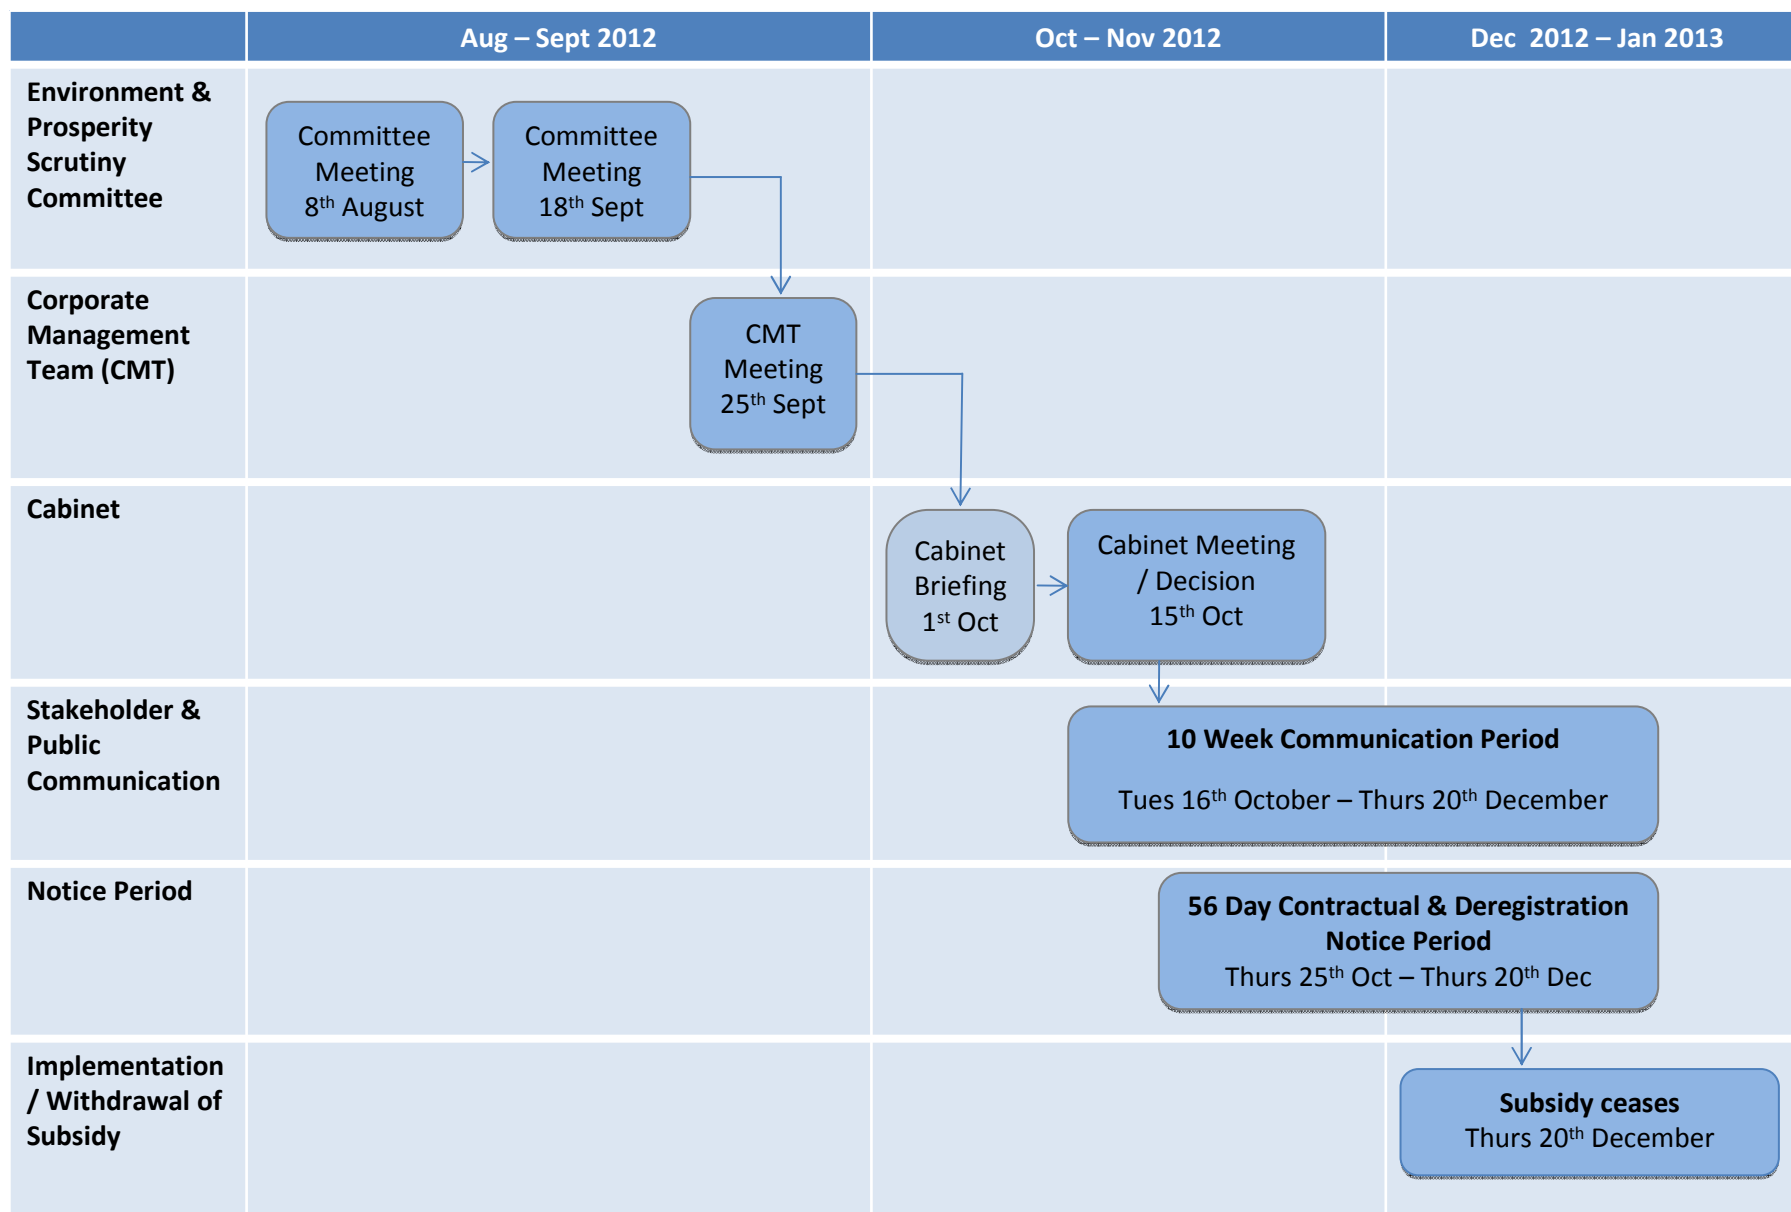 Aug – Sept 2012
Oct – Nov 2012
Dec  2012 – Jan 2013
Environment &
Prosperity
Scrutiny
Committee
Committee
Meeting
8th August
Committee
Meeting
18th Sept
Corporate
Management
Team (CMT)
CMT
Meeting
25th Sept
Cabinet
Cabinet
Briefing
1st Oct
Cabinet Meeting
/ Decision
15th Oct
Stakeholder &
Public
Communication
10 Week Communication Period
Tues 16th October – Thurs 20th December
Notice Period
56 Day Contractual & Deregistration
Notice Period
Thurs 25th Oct – Thurs 20th Dec
Implementation
/ Withdrawal of
Subsidy
Subsidy ceases
Thurs 20th December